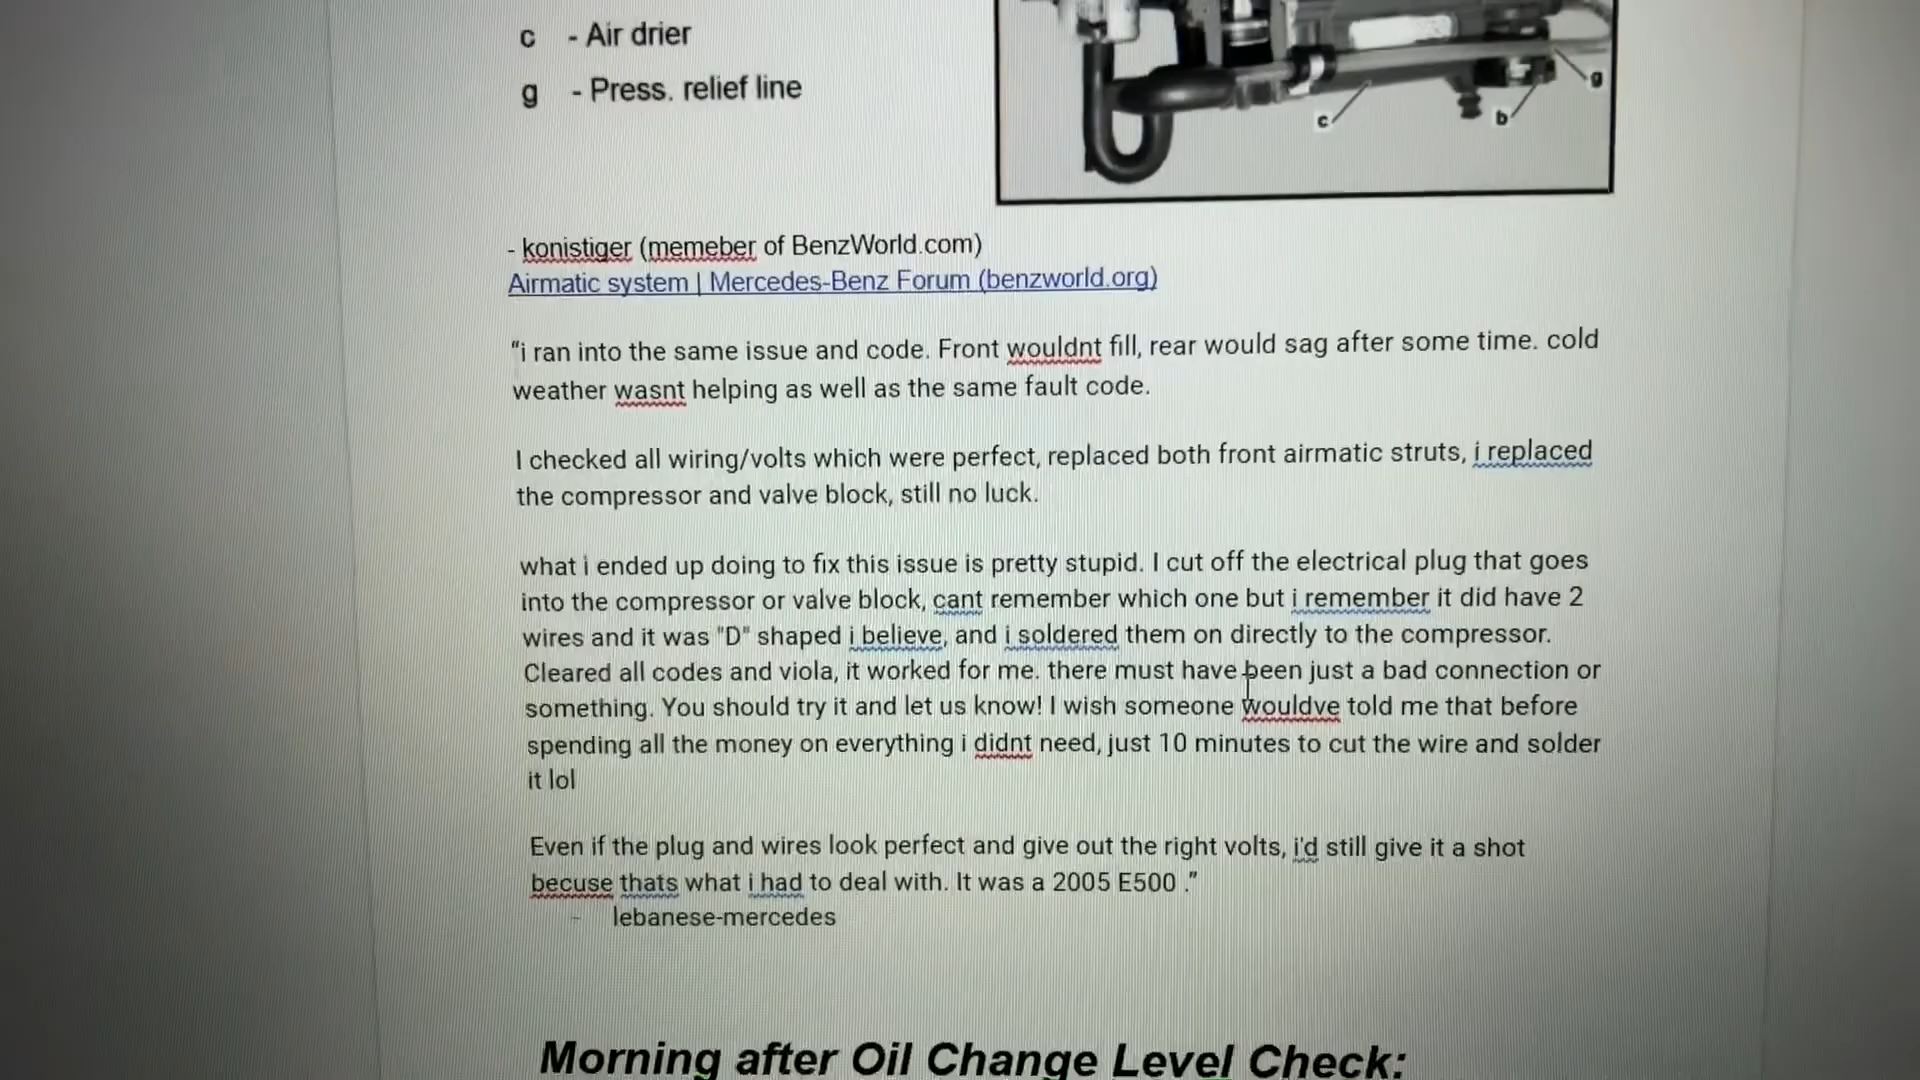 c - Air drier
g - Press. relief line
g
c
b
- konistiger (memeber of BenzWorld.com)
Airmatic system | Mercedes-Benz Forum (benzworld.org)
“i ran into the same issue and code. Front wouldnt fill, rear would sag after some time. cold
weather wasnt helping as well as the same fault code.
I checked all wiring/volts which were perfect, replaced both front airmatic struts, i replaced
the compressor and valve block, still no luck.
what i ended up doing to fix this issue is pretty stupid. I cut off the electrical plug that goes
into the compressor or valve block, cant remember which one but i remember it did have 2
wires and it was "D" shaped i believe, and i soldered them on directly to the compressor.
Cleared all codes and viola, it worked for me. there must have been just a bad connection or
something. You should try it and let us know! I wish someone wouldve told me that before
spending all the money on everything i didnt need, just 10 minutes to cut the wire and solder
it lol
Even if the plug and wires look perfect and give out the right volts, i'd still give it a shot
becuse thats what i had to deal with. It was a 2005 E500 .”
- lebanese-mercedes
Morning after Oil Change Level Check: